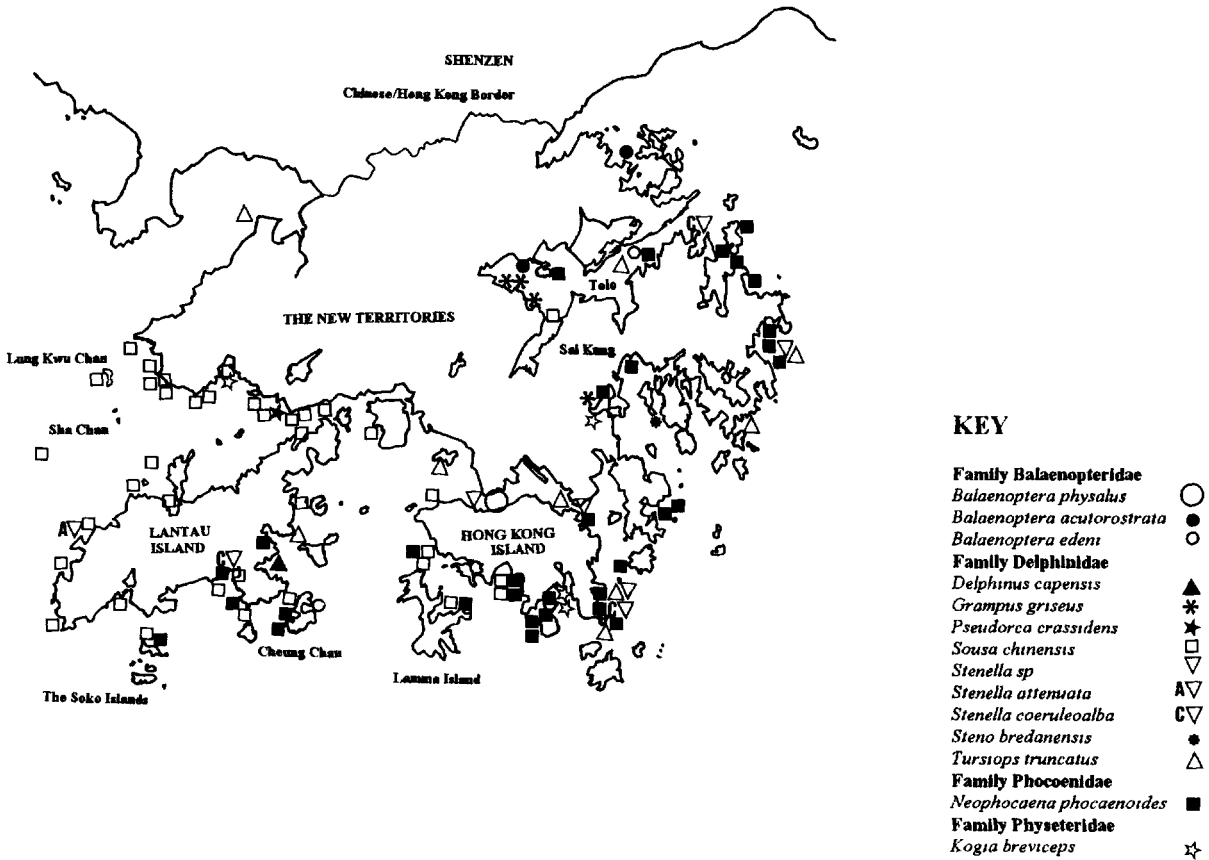 SHENZEN
Chinese/Hong Kong Border
Tolo
THE NEW TERRITORIES
Lung Kwu Chau
Sai Kung
Sha Chau
LANTAU
ISLAND
HONG KONG
ISLAND
Cheung Chau
Lamma Island
The Soko Islands
KEY
Family Balaenopteridae
Balaenoptera physalus
Balaenoptera acutorostrata
Balaenoptera edeni
Family Delphinidae
Delphinus capensis
Grampus griseus
Pseudorca crassidens
Sousa chinensis
Stenella sp
Stenella attenuata A
Stenella coeruleoalba C
Steno bredanensis
Tursiops truncatus
Family Phocoenidae
Neophocaena phocaenoides
Family Physeteridae
Kogia breviceps
C
A
C
C